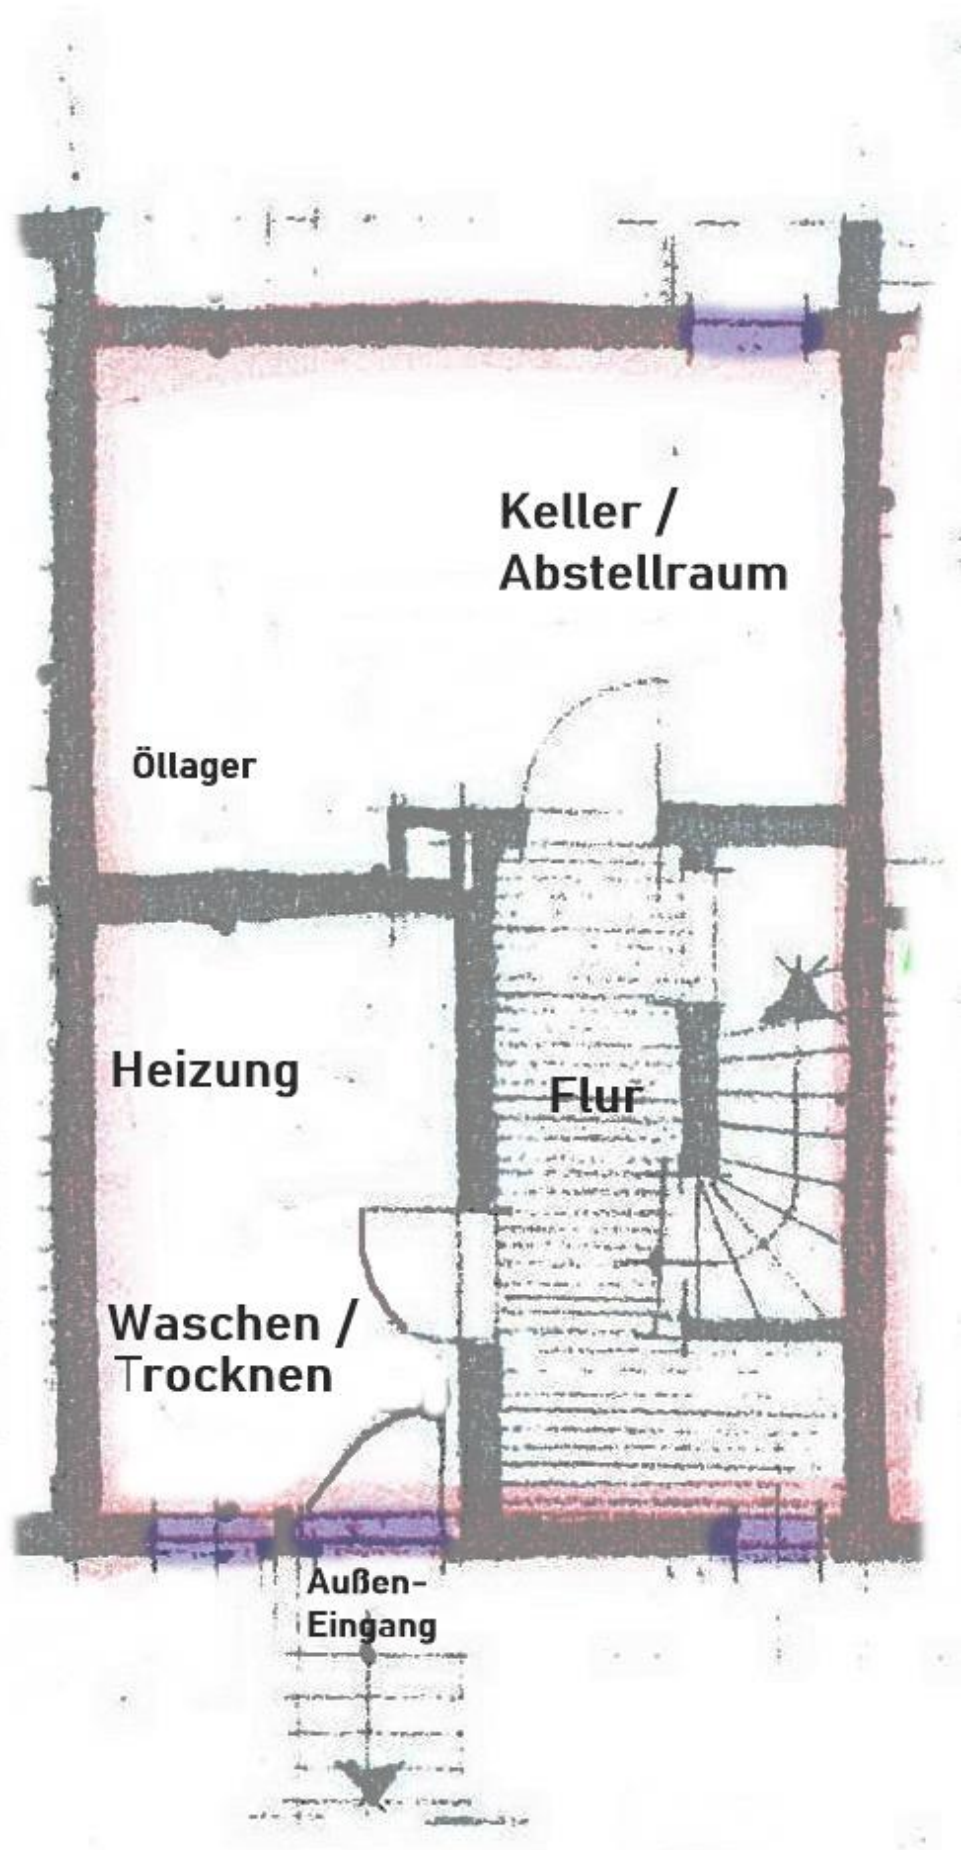 Keller /
Abstellraum
Öllager
Heizung
Flur
Waschen /
Trocknen
Außen-
Eingang